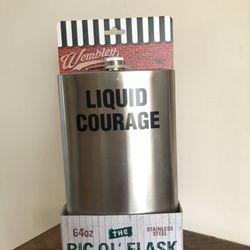 Wembley
LIQUID
COURAGE
64oz THE STAINLESS
STEEL
BIG OL' FLASK